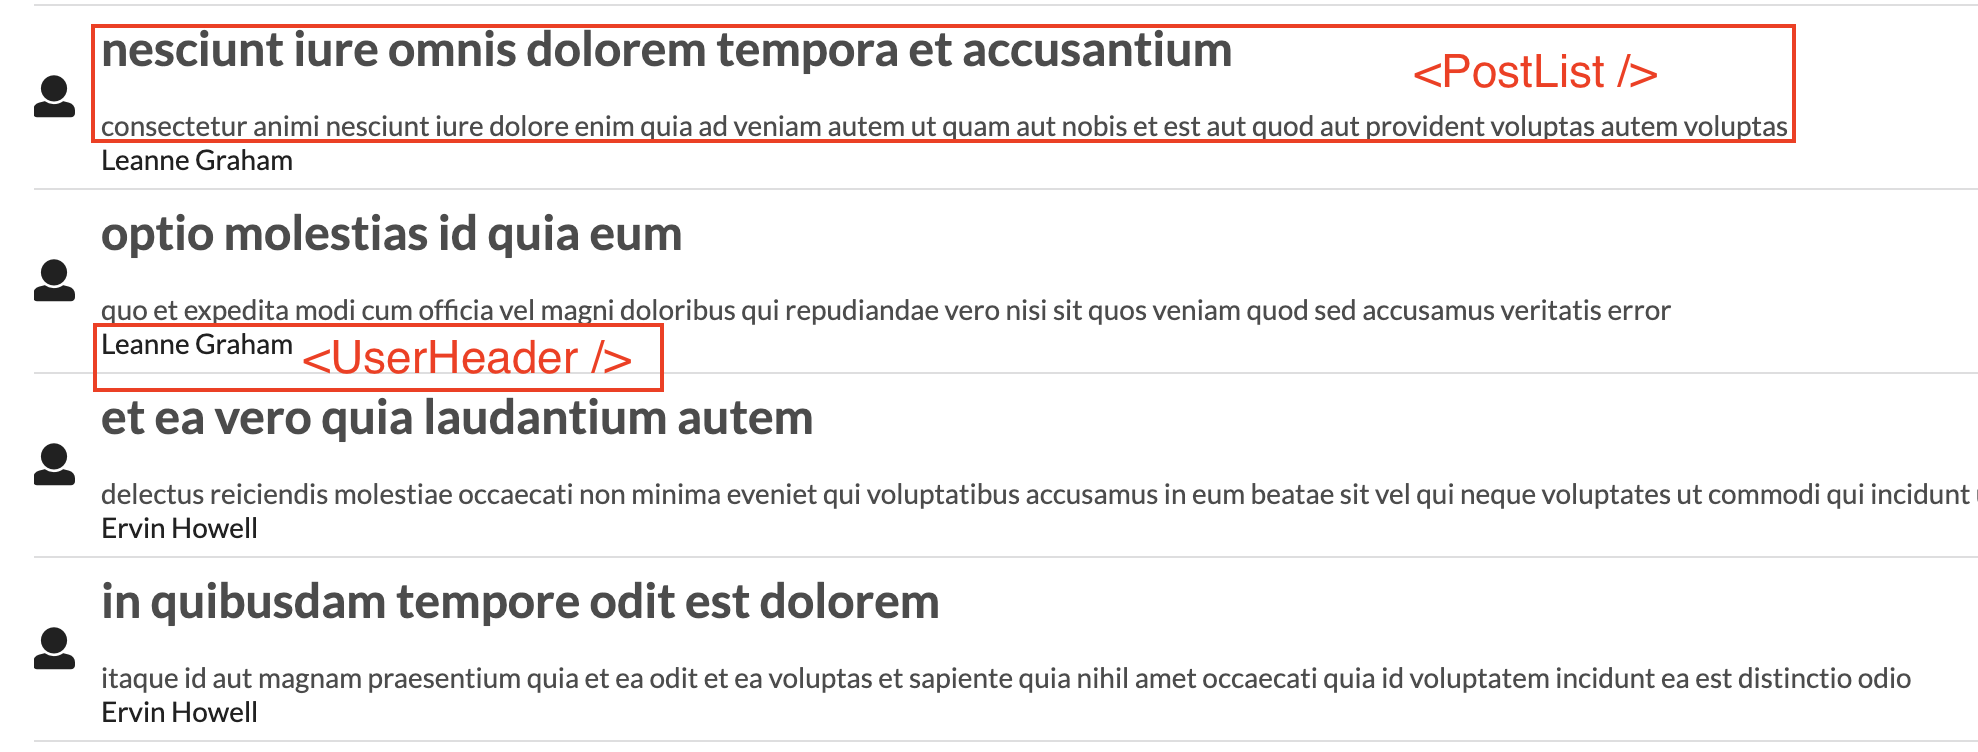 nesciunt iure omnis dolorem tempora et accusantium
<PostList />
consectetur animi nesciunt iure dolore enim quia ad veniam autem ut quam aut nobis et est aut quod aut provident voluptas autem voluptas
Leanne Graham
optio molestias id quia eum
quo et expedita modi cum officia vel magni doloribus qui repudiandae vero nisi sit quos veniam quod sed accusamus veritatis error
Leanne Graham
<UserHeader />
et ea vero quia laudantium autem
delectus reiciendis molestiae occaecati non minima eveniet qui voluptatibus accusamus in eum beatae sit vel qui neque voluptates ut commodi qui incidunt
Ervin Howell
in quibusdam tempore odit est dolorem
itaque id aut magnam praesentium quia et ea odit et ea voluptas et sapiente quia nihil amet occaecati quia id voluptatem incidunt ea est distinctio odio
Ervin Howell